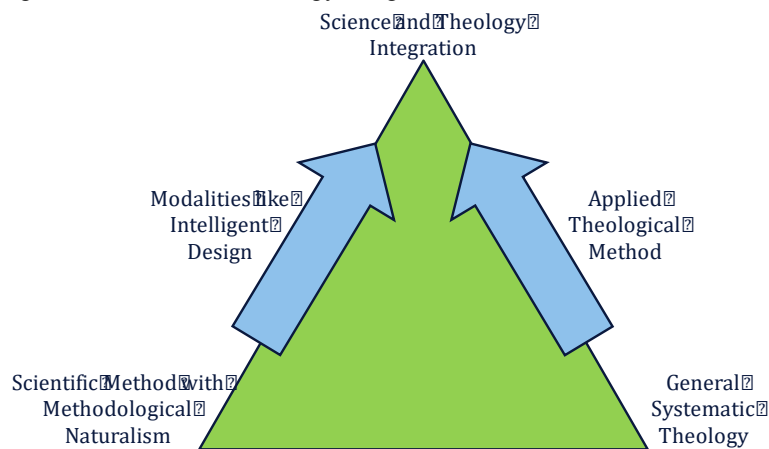 Science and Theology
Integration
Modalities like
Intelligent
Design
Applied
Theological
Method
Scientific Method with
Methodological
Naturalism
General
Systematic
Theology